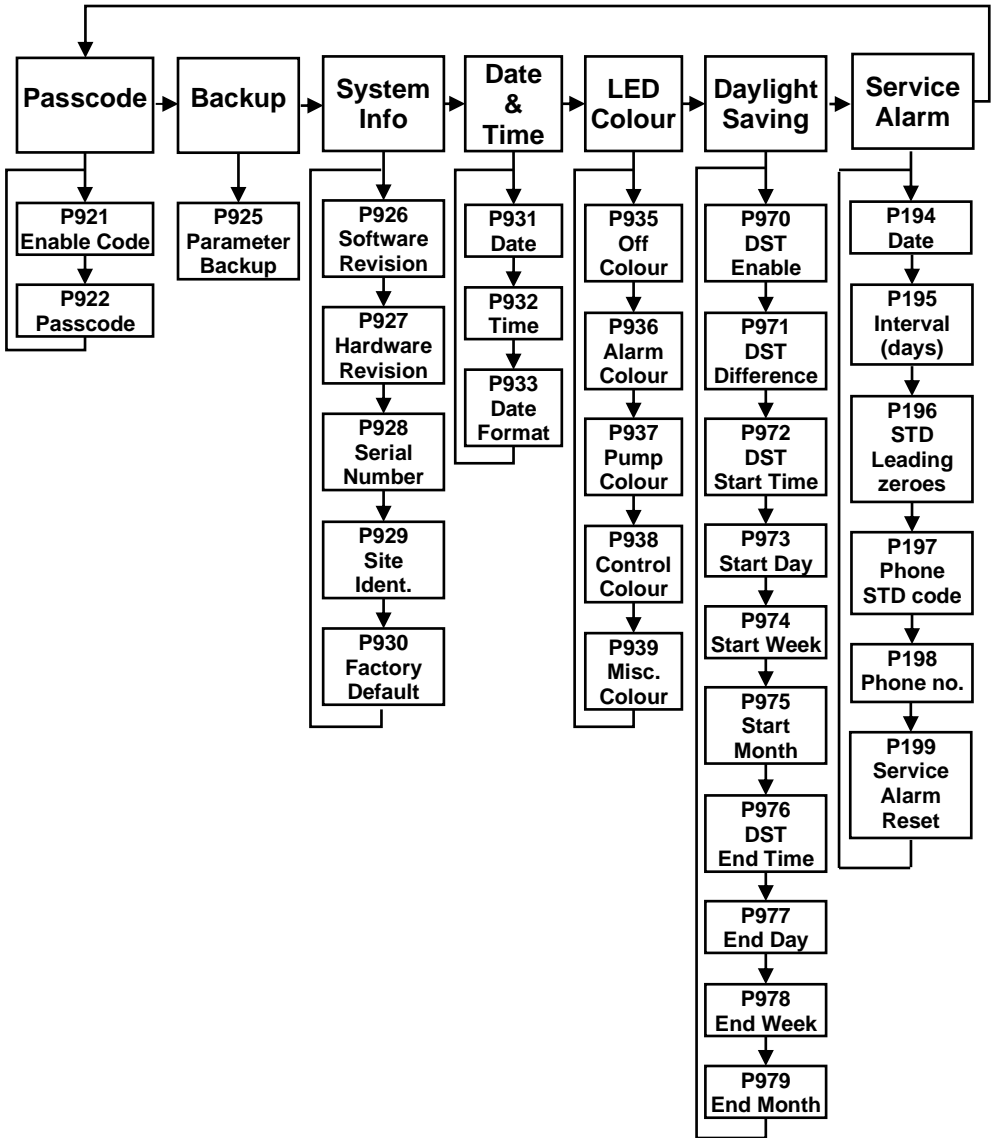 Passcode
Backup
System
Info
Date
&
Time
LED
Colour
Daylight
Saving
Service
Alarm
P921
Enable Code
P922
Passcode
P925
Parameter
Backup
P926
Software
Revision
P927
Hardware
Revision
P928
Serial
Number
P929
Site
Ident.
P930
Factory
Default
P931
Date
P932
Time
P933
Date
Format
P935
Off
Colour
P936
Alarm
Colour
P937
Pump
Colour
P938
Control
Colour
P939
Misc.
Colour
P970
DST
Enable
P971
DST
Difference
P972
DST
Start Time
P973
Start Day
P974
Start Week
P975
Start
Month
P976
DST
End Time
P977
End Day
P978
End Week
P979
End Month
P194
Date
P195
Interval
(days)
P196
STD
Leading
zeroes
P197
Phone
STD code
P198
Phone no.
P199
Service
Alarm
Reset